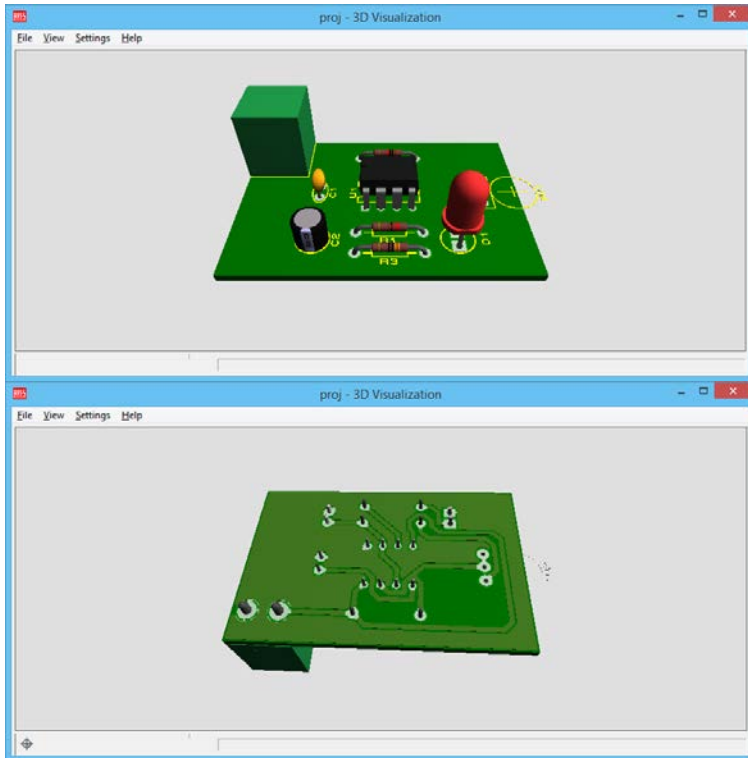 proj - 3D Visualization
File View Settings Help
R1
R3
proj - 3D Visualization
File View Settings Help